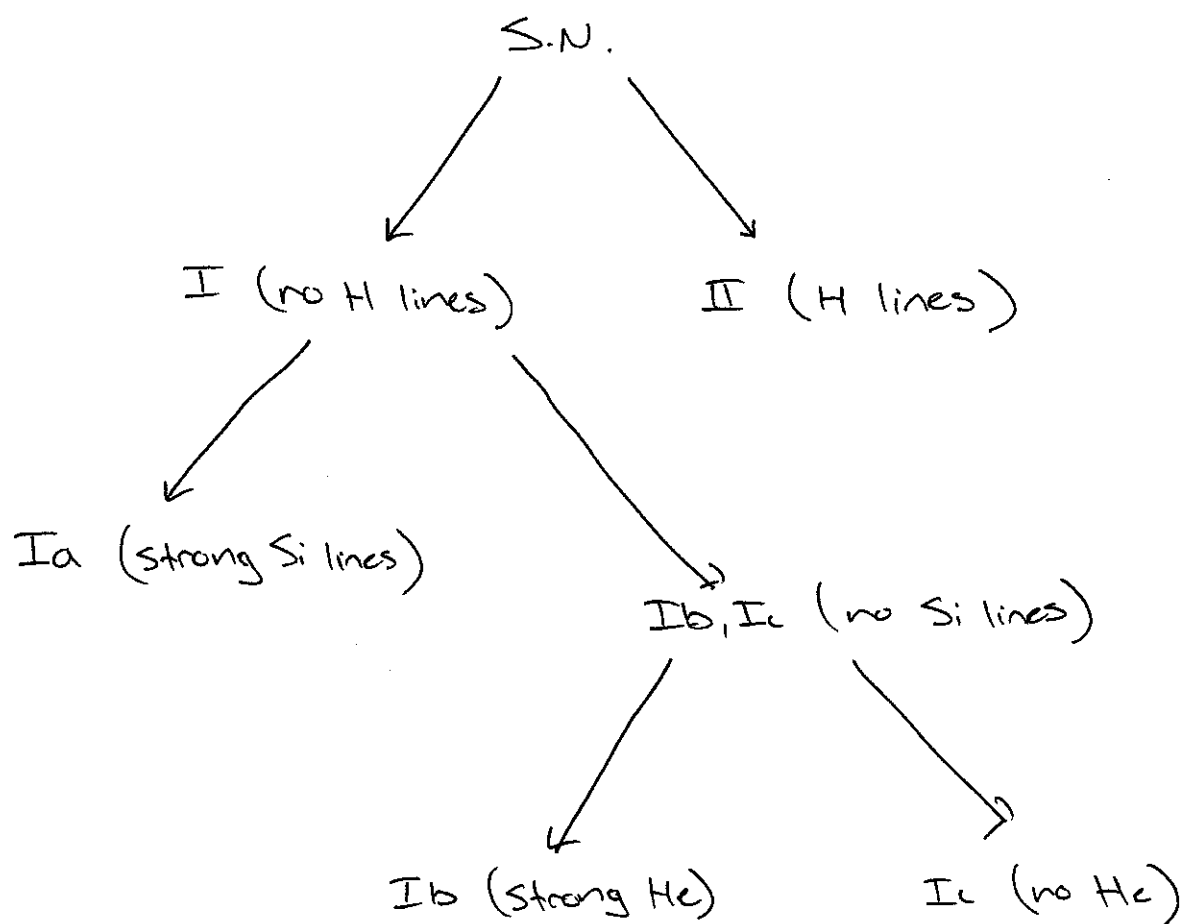 S.N.
I (no H lines) II (H lines)
Ia (strong Si lines)
Ib, Ic (no Si lines)
Ib (strong He) Ic (no He)